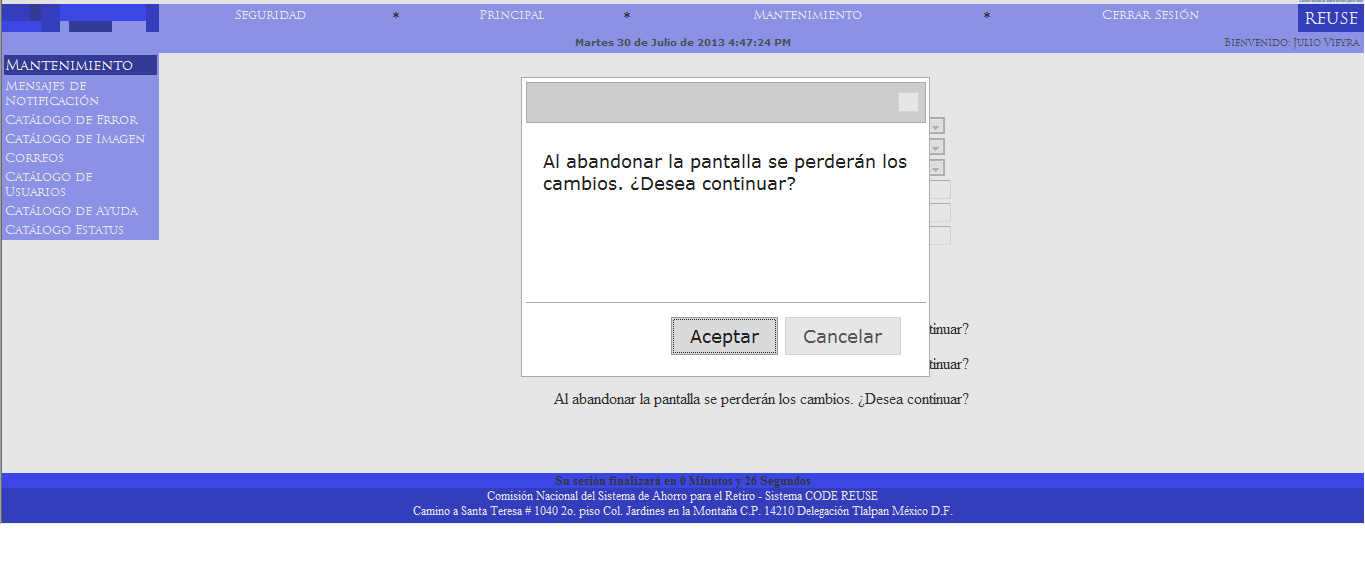 SEGURIDAD * PRINCIPAL * MANTENIMIENTO * CERRAR SESIÓN
REUSE
Martes 30 de Julio de 2013 4:47:24 PM
BIENVENIDO: JULIO VIEYRA
MANTENIMIENTO
MENSAJES DE
NOTIFICACIÓN
CATÁLOGO DE ERROR
CATÁLOGO DE IMAGEN
CORREOS
CATÁLOGO DE
USUARIOS
CATÁLOGO DE AYUDA
CATÁLOGO ESTATUS
Al abandonar la pantalla se perderán los
cambios. ¿Desea continuar?
Aceptar Cancelar
tinuar?
tinuar?
Al abandonar la pantalla se perderán los cambios. ¿Desea continuar?
Su sesión finalizará en 0 Minutos y 26 Segundos
Comisión Nacional del Sistema de Ahorro para el Retiro - Sistema CODE REUSE
Camino a Santa Teresa # 1040 2o. piso Col. Jardines en la Montaña C.P. 14210 Delegación Tlalpan México D.F.